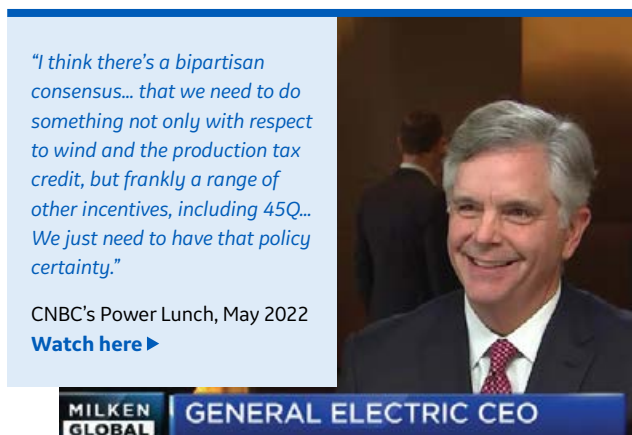 “I think there’s a bipartisan
consensus... that we need to do
something not only with respect
to wind and the production tax
credit, but frankly a range of
other incentives, including 45Q...
We just need to have that policy
certainty.”
CNBC’s Power Lunch, May 2022
Watch here ▶
MILKEN
GLOBAL
GENERAL ELECTRIC CEO